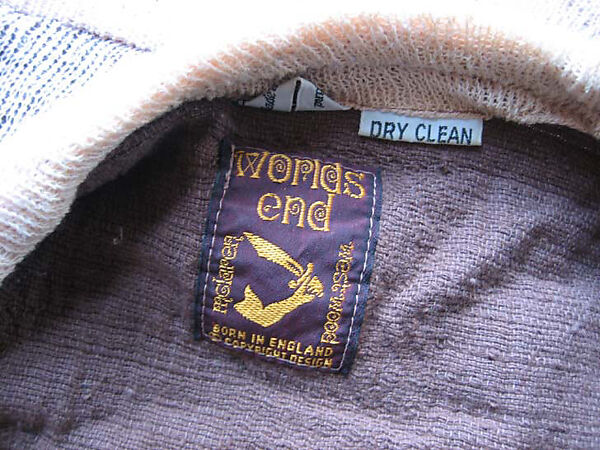 DRY CLEAN
Worlds
end
mclaren
westwood
BORN IN ENGLAND
© COPYRIGHT DESIGN